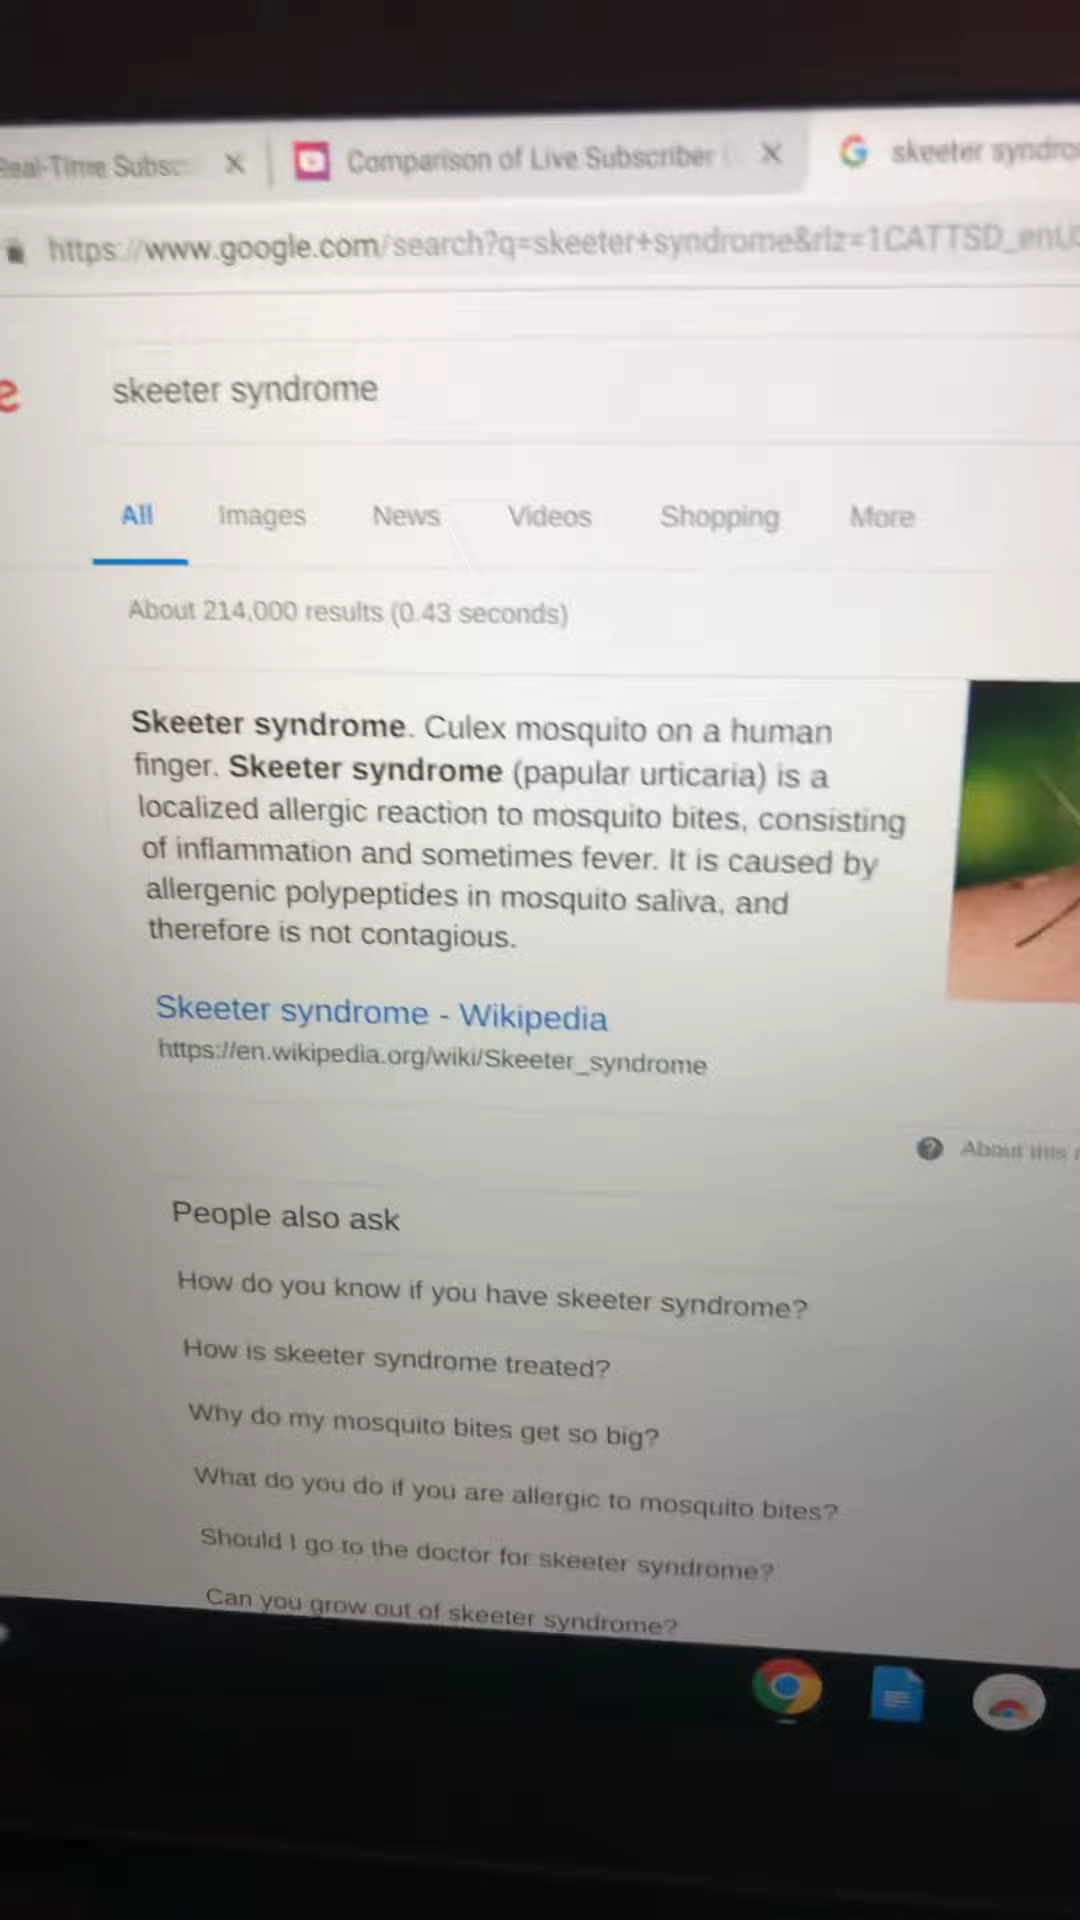 Real-Time Subsc
Comparison of Live Subscriber
skeeter syndro
https://www.google.com/search?q=skeeter+syndrome&rlz=1CATTSD_enU
e
skeeter syndrome
All Images News Videos Shopping More
About 214,000 results (0.43 seconds)
Skeeter syndrome. Culex mosquito on a human
finger. Skeeter syndrome (papular urticaria) is a
localized allergic reaction to mosquito bites, consisting
of inflammation and sometimes fever. It is caused by
allergenic polypeptides in mosquito saliva, and
therefore is not contagious.
Skeeter syndrome - Wikipedia
https://en.wikipedia.org/wiki/Skeeter_syndrome
About this
People also ask
How do you know if you have skeeter syndrome?
How is skeeter syndrome treated?
Why do my mosquito bites get so big?
What do you do if you are allergic to mosquito bites?
Should I go to the doctor for skeeter syndrome?
Can you grow out of skeeter syndrome?